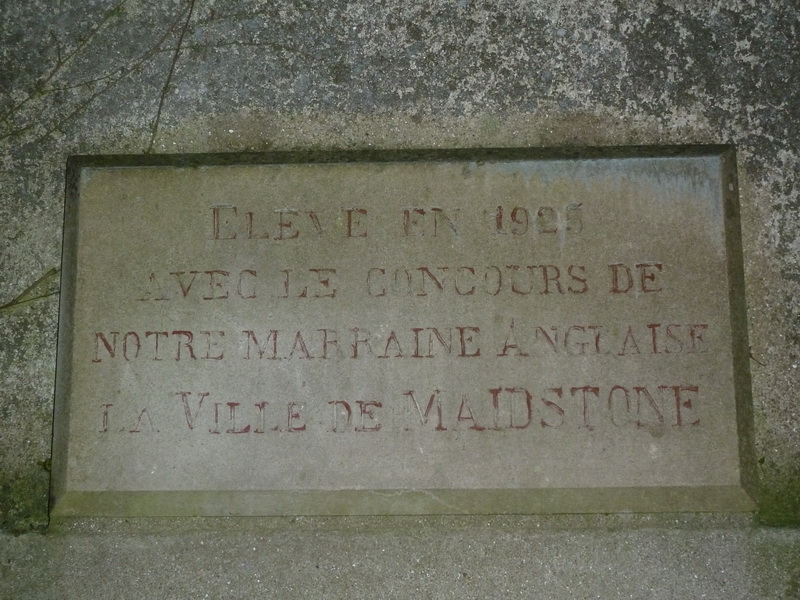 ELEVE EN 1925
AVEC LE CONCOURS DE
NOTRE MARRAINE ANGLAISE
LA VILLE DE MAIDSTONE